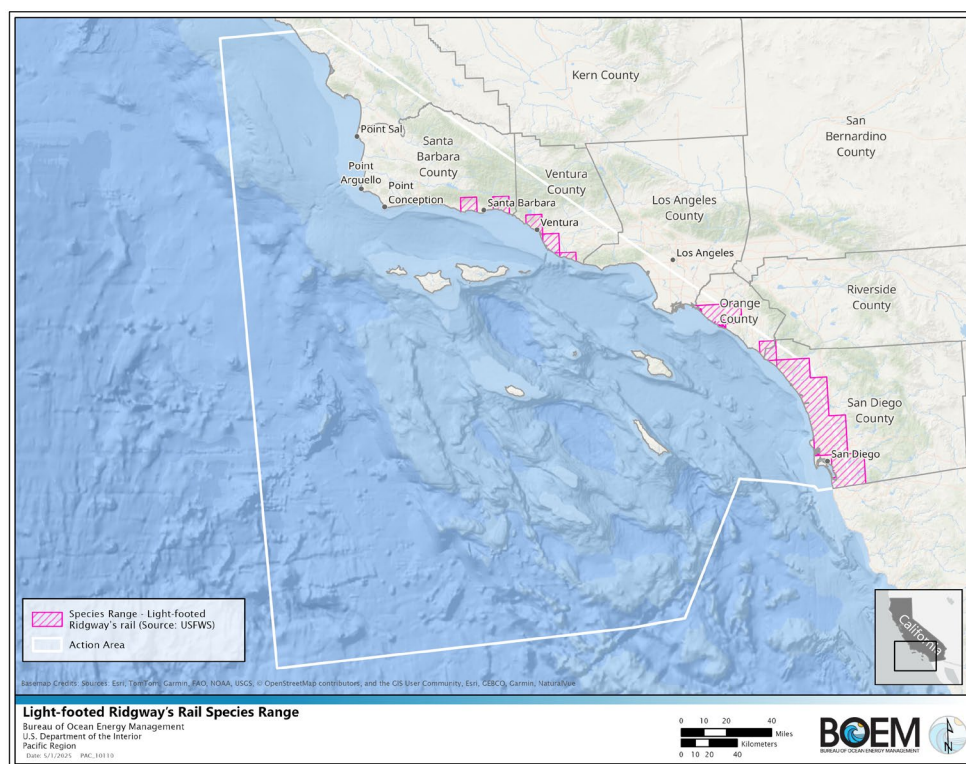 Kern County
San
Bernardino
County
Point Sal
Santa
Barbara
County
Point
Arguello
Point
Conception
Ventura
County
Santa Barbara
Ventura
Los Angeles
County
Los Angeles
Riverside
County
Orange
County
San Diego
County
San Diego
Species Range - Light-footed
Ridgway's rail (Source: USFWS)
Action Area
California
Basemap Credits: Sources: Esri, TomTom, Garmin, FAO, NOAA, USGS, © OpenStreetMap contributors, and the GIS User Community, Esri, GEBCO, Garmin, NaturalVue
Light-footed Ridgway's Rail Species Range
Bureau of Ocean Energy Management
U.S. Department of the Interior
Pacific Region
Date: 5/1/2025 PAC_10110
0 10 20 40
Miles
Kilometers
0 10 20 40
BOEM
BUREAU OF OCEAN ENERGY MANAGEMENT
N